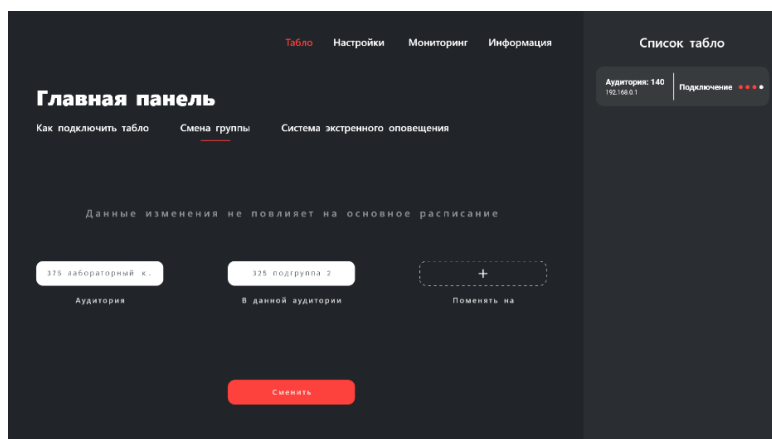 Табло Настройки Мониторинг Информация
Список табло
Аудитория: 140
192.168.0.1
Подключение
Главная панель
Как подключить табло Смена группы Система экстренного оповещения
Данные изменения не повлияет на основное расписание
375 лабораторный к. 325 подгруппа 2 +
Аудитория В данной аудитории Поменять на
Сменить